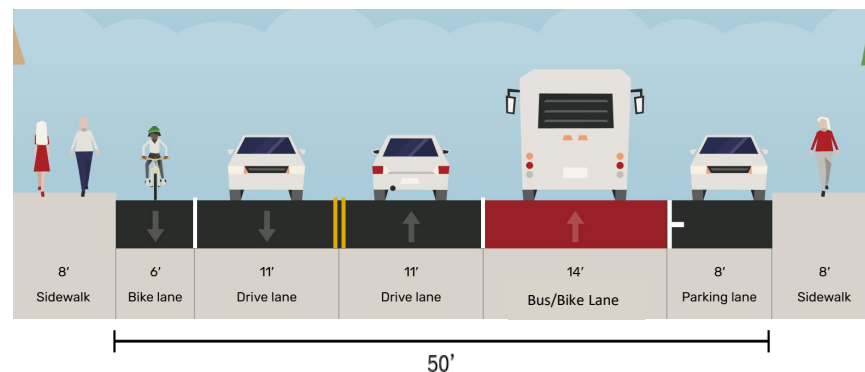 8’ 6’ 11’ 11’ 14’ 8’ 8’
Sidewalk Bike lane Drive lane Drive lane Bus/Bike Lane Parking lane Sidewalk
50’